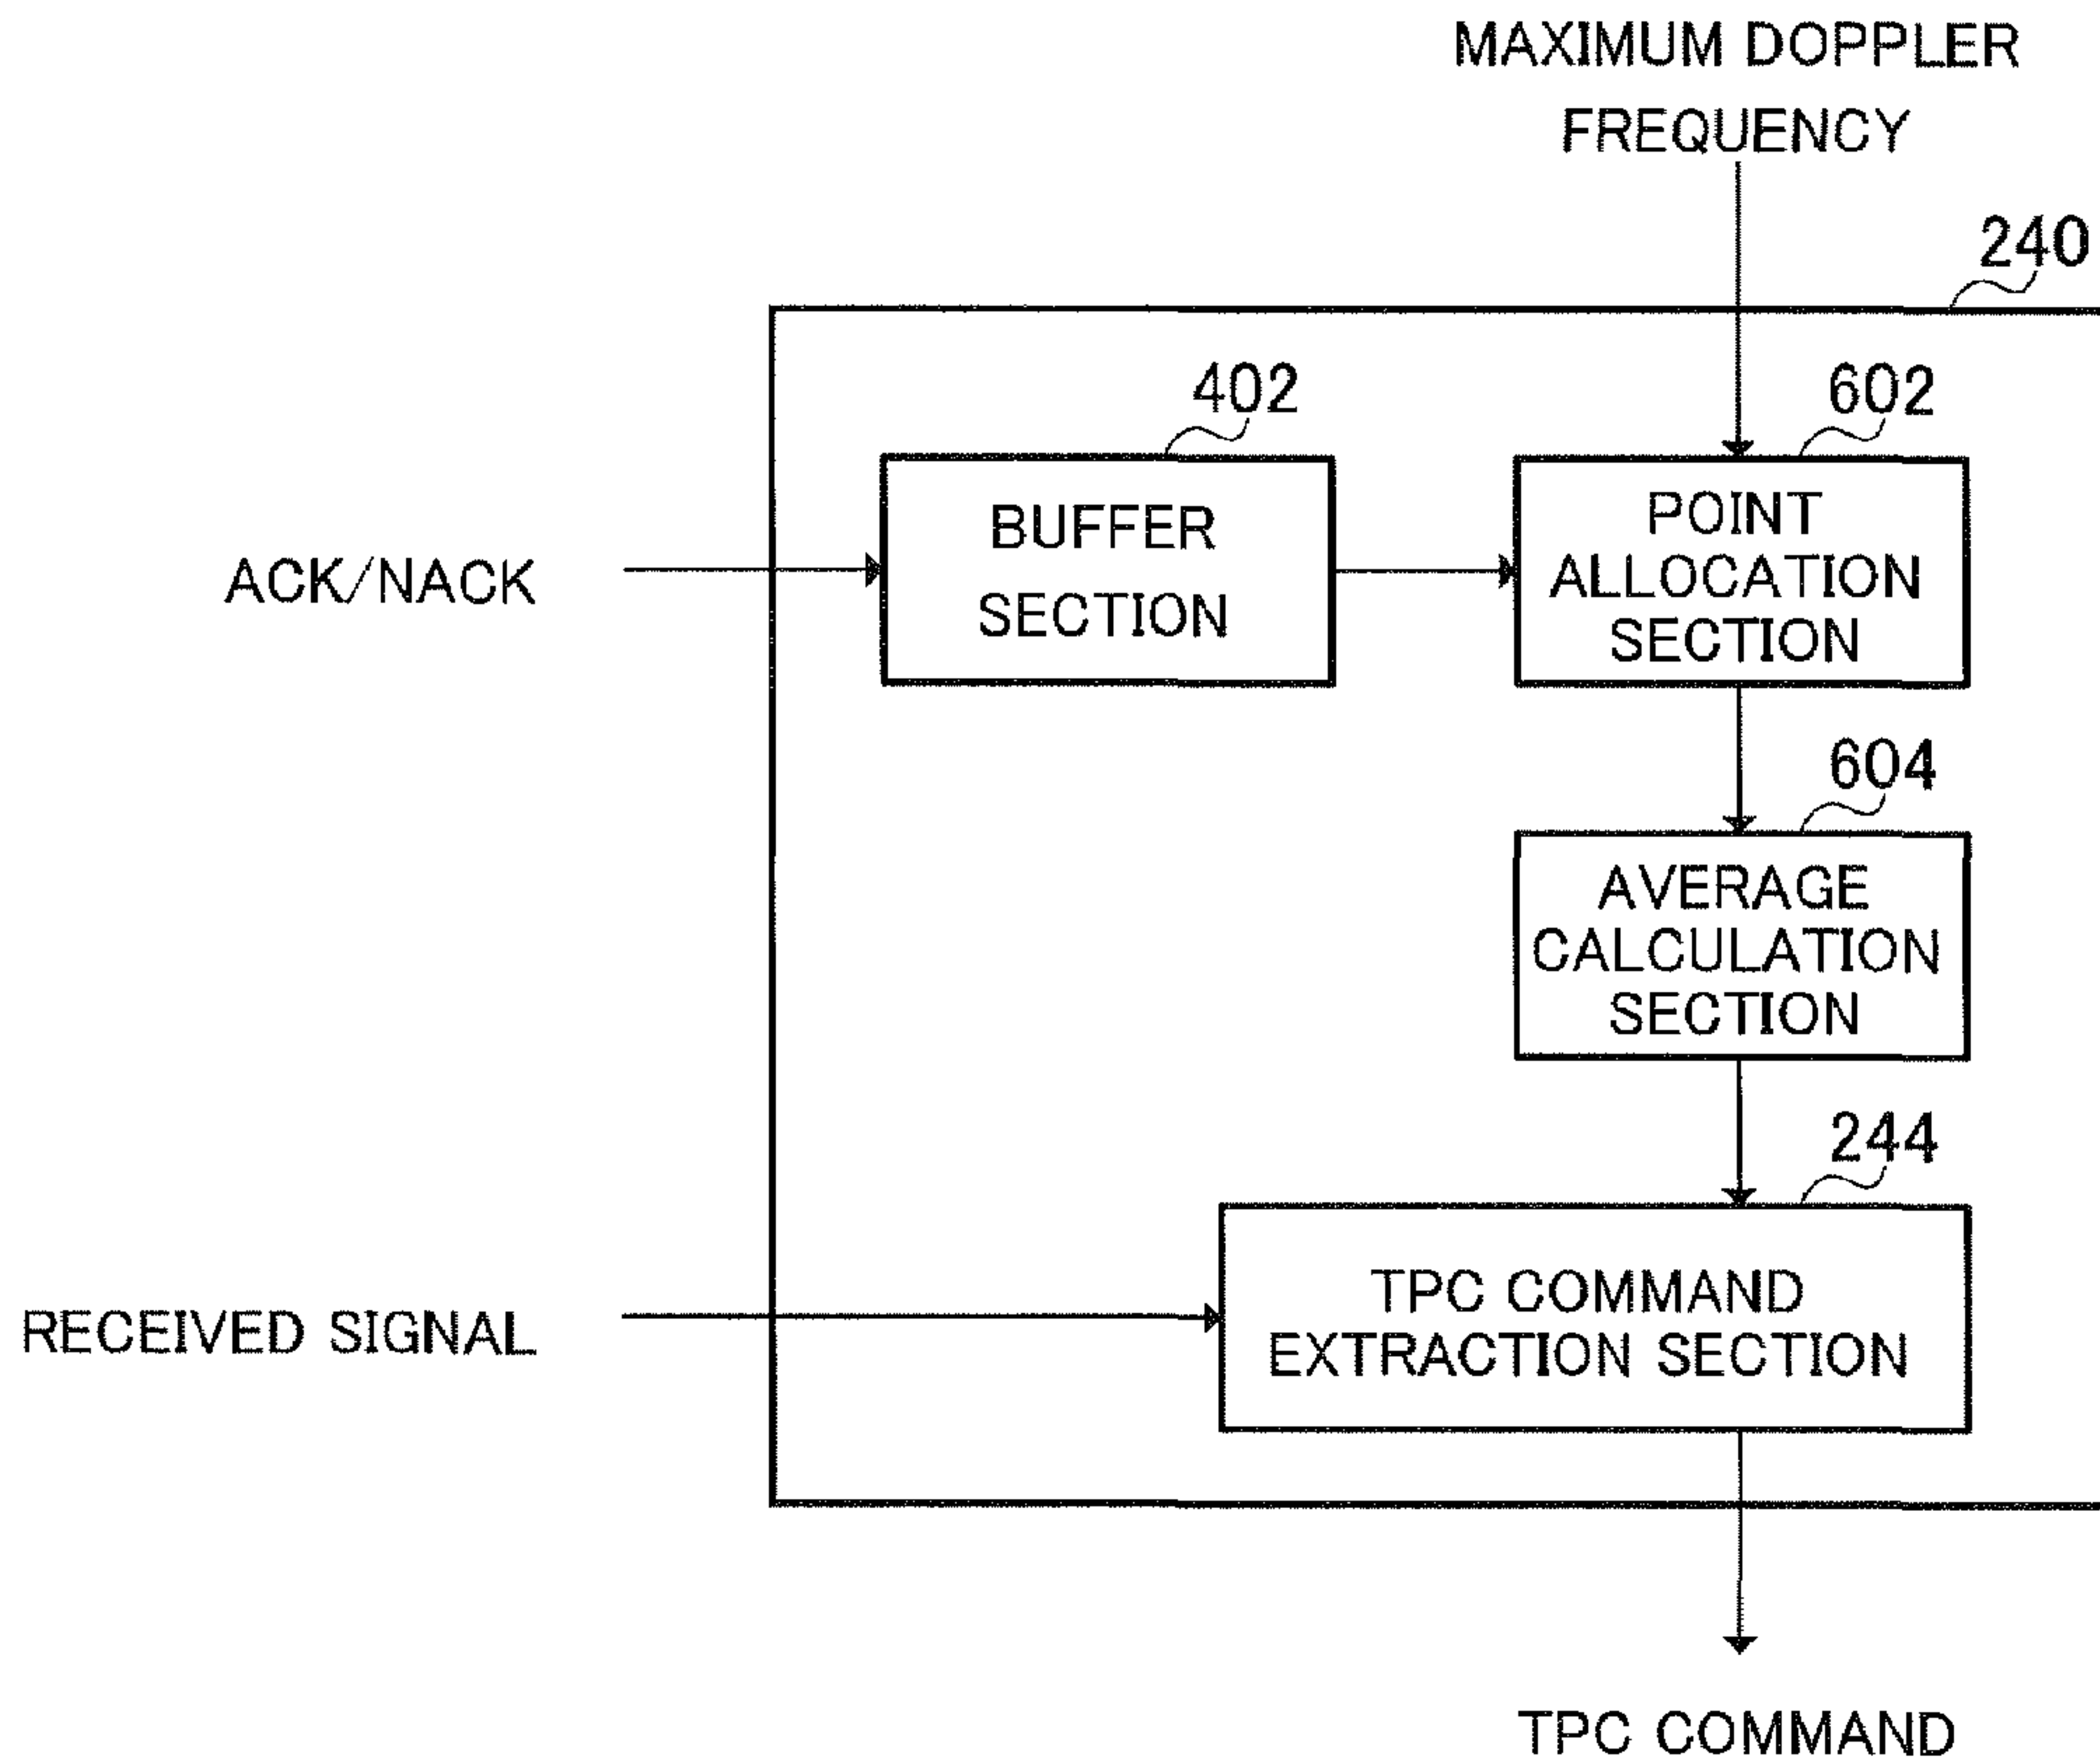 MAXIMUM DOPPLER
FREQUENCY
240
402
602
BUFFER
SECTION
POINT
ALLOCATION
SECTION
ACK/NACK
604
AVERAGE
CALCULATION
SECTION
244
RECEIVED SIGNAL
TPC COMMAND
EXTRACTION SECTION
TPC COMMAND